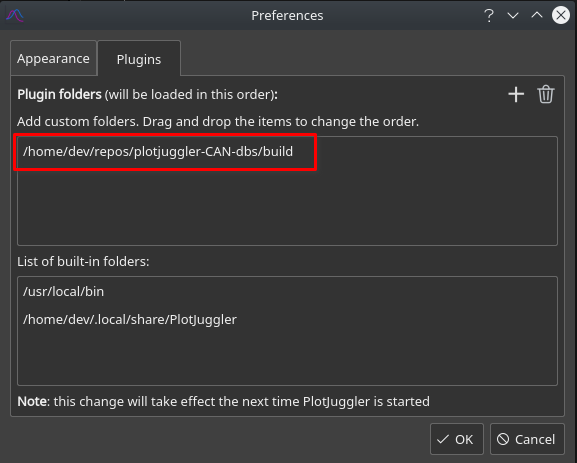 Preferences
Appearance
Plugins
Plugin folders (will be loaded in this order):
Add custom folders. Drag and drop the items to change the order.
/home/dev/repos/plotjuggler-CAN-dbs/build
List of built-in folders:
/usr/local/bin
/home/dev/.local/share/PlotJuggler
Note: this change will take effect the next time PlotJuggler is started
OK
Cancel